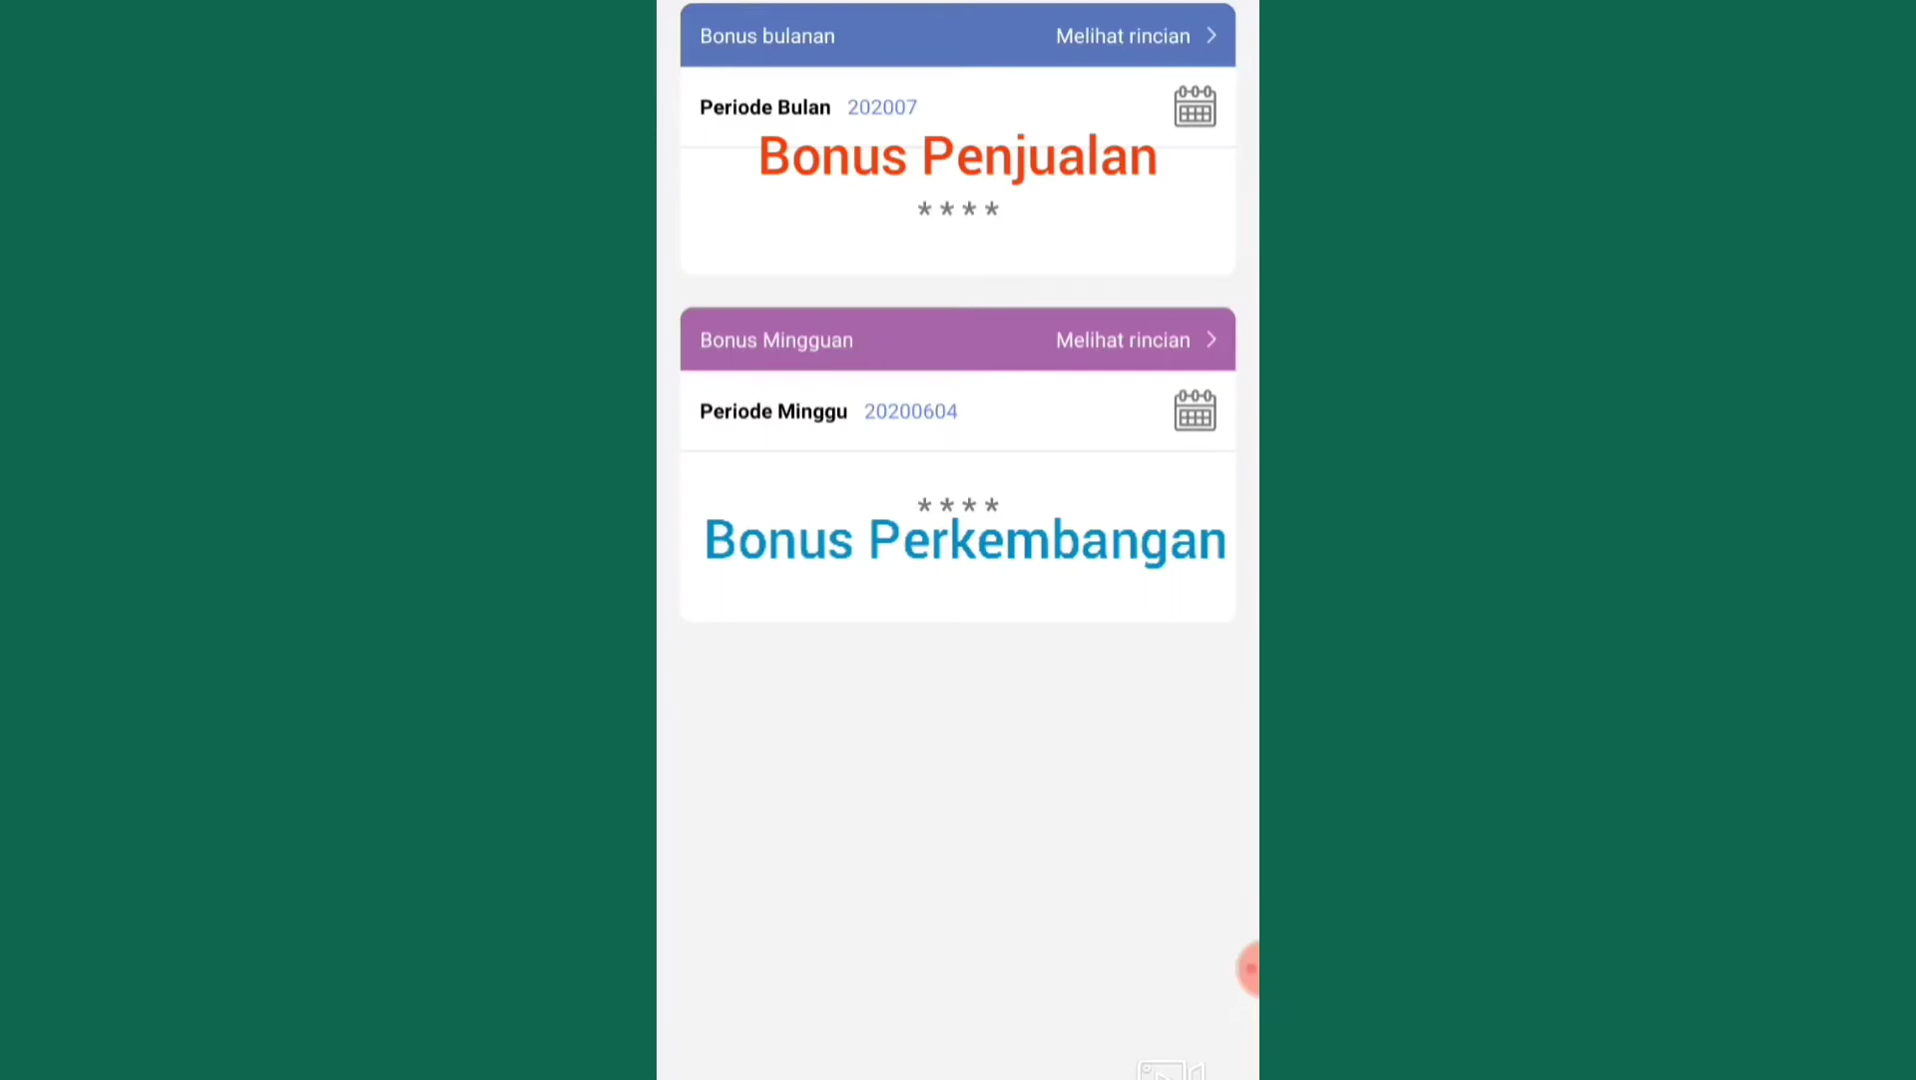 Bonus bulanan Melihat rincian >
Periode Bulan 202007
Bonus Penjualan
****
Bonus Mingguan Melihat rincian >
Periode Minggu 20200604
****
Bonus Perkembangan